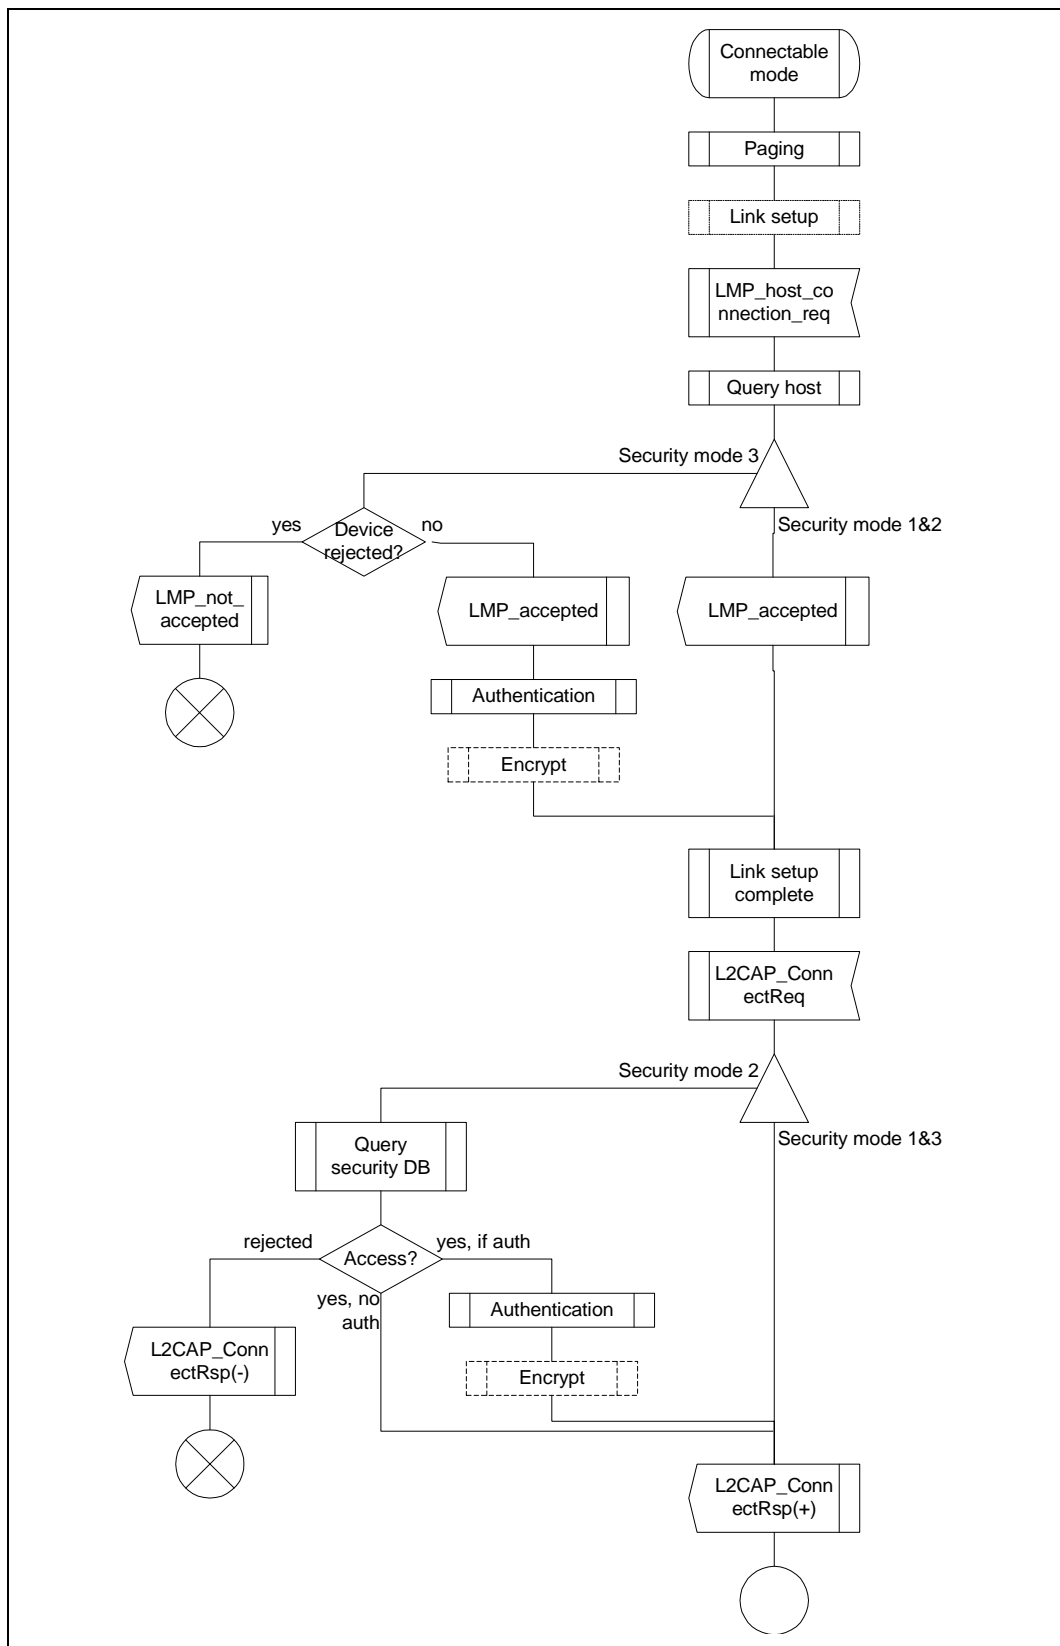 Connectable
mode
Paging
Link setup
LMP_host_co
nnection_req
Query host
Security mode 3
Security mode 1&2
yes
Device
rejected?
no
LMP_not_
accepted
LMP_accepted
LMP_accepted
Authentication
Encrypt
Link setup
complete
L2CAP_Conn
ectReq
Security mode 2
Security mode 1&3
Query
security DB
rejected
Access?
yes, if auth
yes, no
auth
Authentication
L2CAP_Conn
ectRsp(-)
Encrypt
L2CAP_Conn
ectRsp(+)